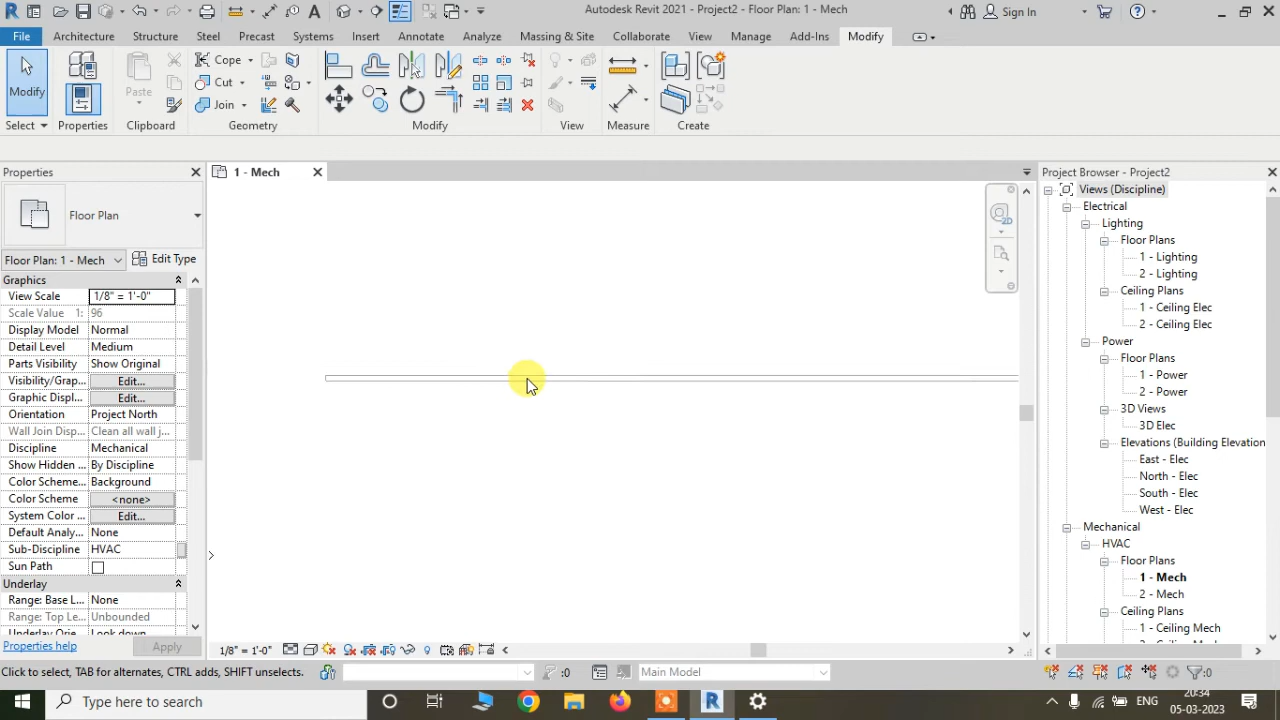 Autodesk Revit 2021 - Project2 - Floor Plan: 1 - Mech
Sign In
File Architecture Structure Steel Precast Systems Insert Annotate Analyze Massing & Site Collaborate View Manage Add-Ins Modify
Modify
Paste
Cope
Cut
Join
Select Properties Clipboard Geometry Modify View Measure Create
Properties
1 - Mech
Project Browser - Project2
Floor Plan
Floor Plan: 1 - Mech
Edit Type
Graphics
View Scale 1/8" = 1'-0"
Scale Value 1: 96
Display Model Normal
Detail Level Medium
Parts Visibility Show Original
Visibility/Grap... Edit...
Graphic Displ... Edit...
Orientation Project North
Wall Join Disp... Clean all wall j...
Discipline Mechanical
Show Hidden ... By Discipline
Color Scheme... Background
Color Scheme <none>
System Color ... Edit...
Default Analy... None
Sub-Discipline HVAC
Sun Path
Underlay
Range: Base L... None
Range: Top Le... Unbounded
Underlay Orie... Look down
Properties help
Apply
2D
Views (Discipline)
Electrical
Lighting
Floor Plans
1 - Lighting
2 - Lighting
Ceiling Plans
1 - Ceiling Elec
2 - Ceiling Elec
Power
Floor Plans
1 - Power
2 - Power
3D Views
3D Elec
Elevations (Building Elevation
East - Elec
North - Elec
South - Elec
West - Elec
Mechanical
HVAC
Floor Plans
1 - Mech
2 - Mech
Ceiling Plans
1 - Ceiling Mech
1/8" = 1'-0"
Click to select, TAB for alternates, CTRL adds, SHIFT unselects.
:0
Main Model
:0
Type here to search
ENG
20:34
05-03-2023